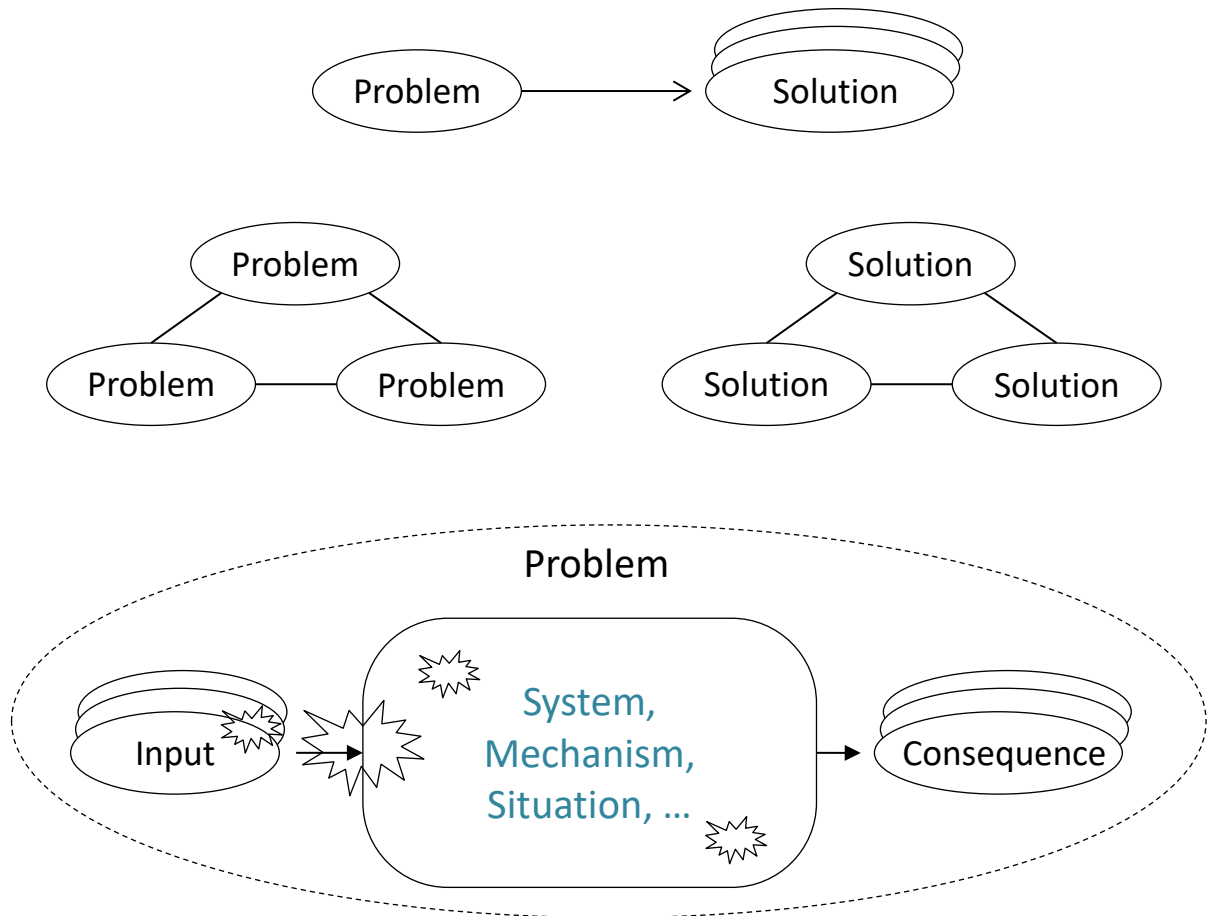 Problem
Solution
Problem
Problem
Problem
Solution
Solution
Solution
Problem
Input
System,
Mechanism,
Situation, ...
Consequence